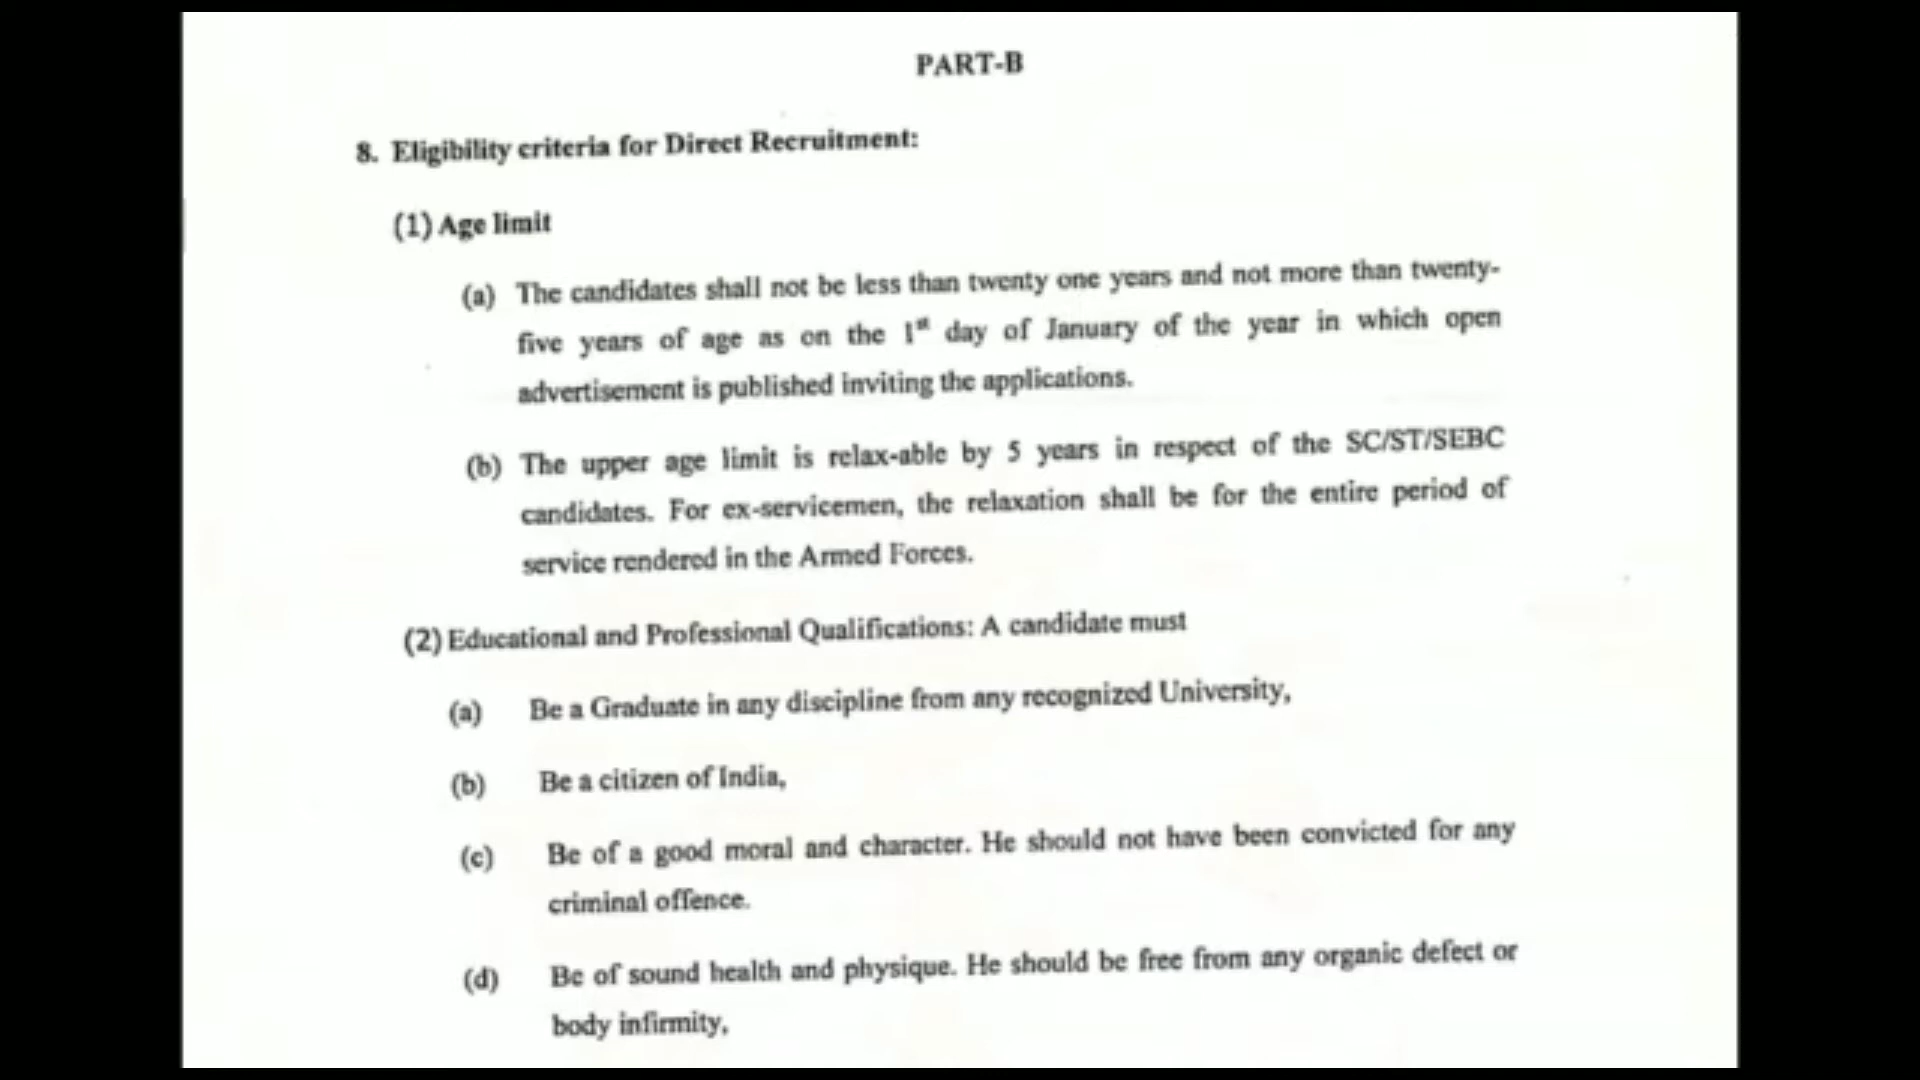 PART-B
8. Eligibility criteria for Direct Recruitment:
(1) Age limit
(a) The candidates shall not be less than twenty one years and not more than twenty-
five years of age as on the 1st day of January of the year in which open
advertisement is published inviting the applications.
(b) The upper age limit is relax-able by 5 years in respect of the SC/ST/SEBC
candidates. For ex-servicemen, the relaxation shall be for the entire period of
service rendered in the Armed Forces.
(2) Educational and Professional Qualifications: A candidate must
(a) Be a Graduate in any discipline from any recognized University,
(b) Be a citizen of India,
(c) Be of a good moral and character. He should not have been convicted for any
criminal offence.
(d) Be of sound health and physique. He should be free from any organic defect or
body infirmity,